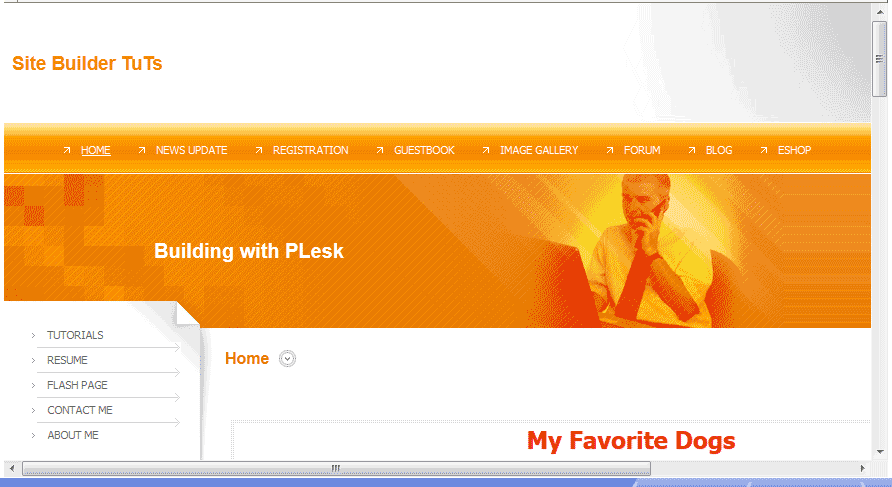 Site Builder TuTs
HOME NEWS UPDATE REGISTRATION GUESTBOOK IMAGE GALLERY FORUM BLOG ESHOP
Building with PLesk
TUTORIALS
RESUME
FLASH PAGE
CONTACT ME
ABOUT ME
Home
My Favorite Dogs